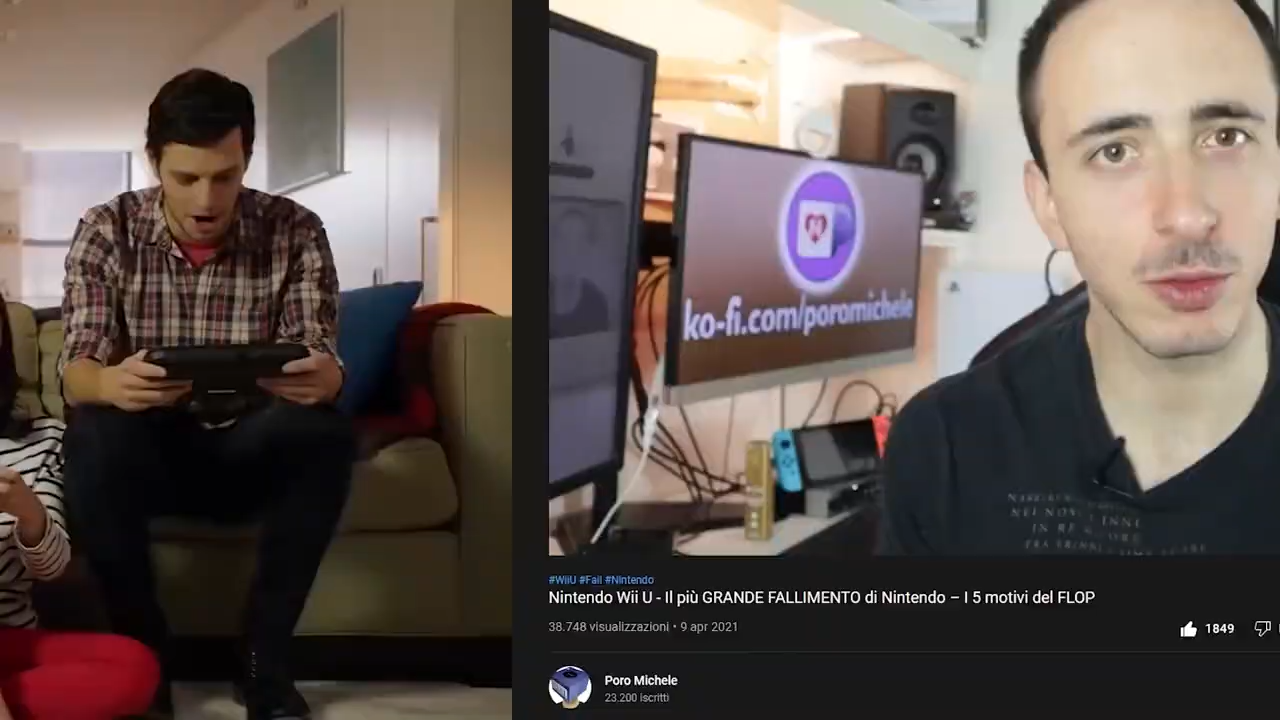 ko-fi.com/poromichele
#WiiU #Fail #Nintendo
Nintendo Wii U - Il più GRANDE FALLIMENTO di Nintendo – I 5 motivi del FLOP
38.748 visualizzazioni • 9 apr 2021
1849
Poro Michele
23.200 iscritti